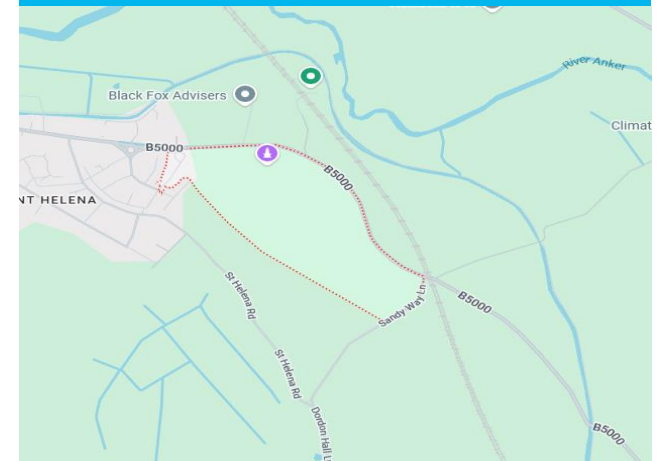 River Anker
Black Fox Advisers
Climat
B5000
B5000
NT HELENA
St Helena Rd
B5000
Sandy Way Ln
St Helena Rd
Dordon Hall L
B5000